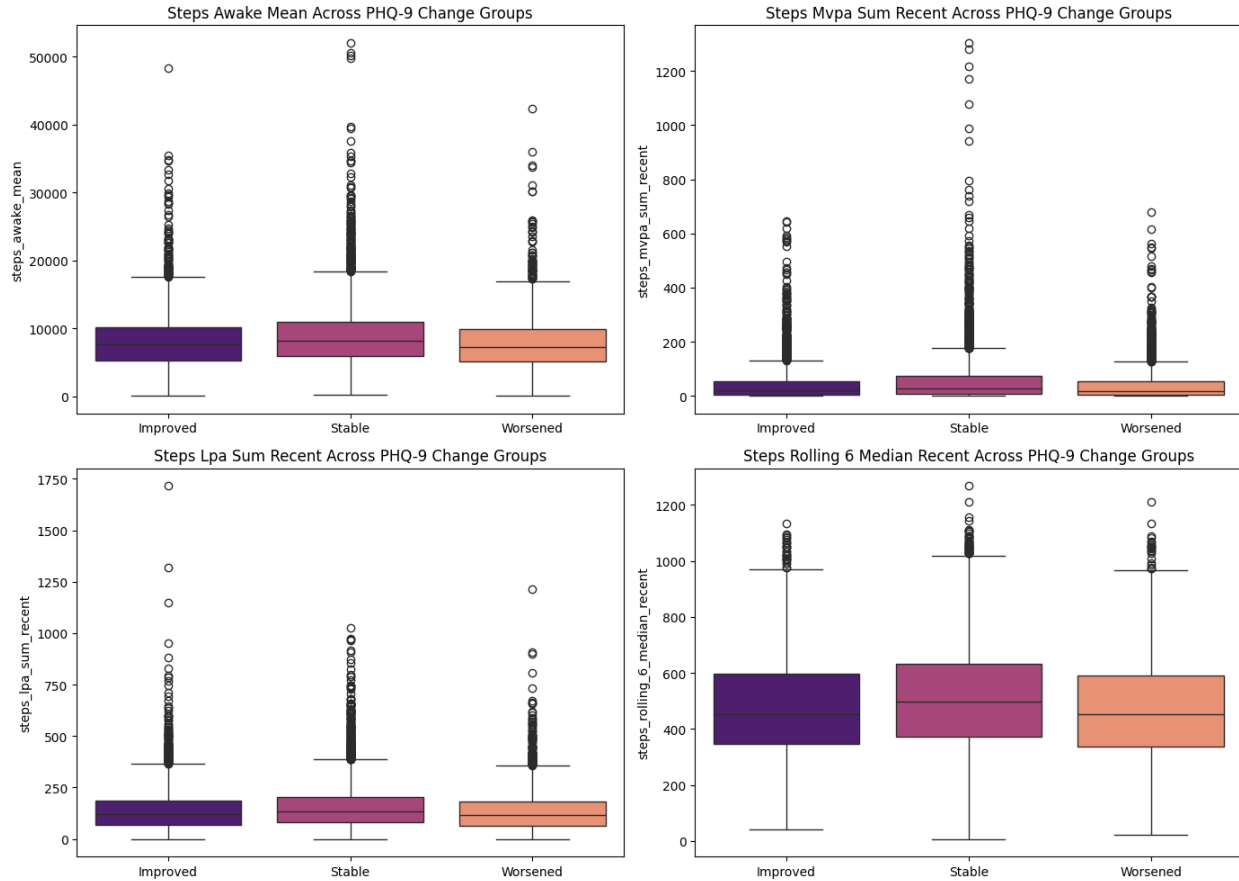 Steps Awake Mean Across PHQ-9 Change Groups
steps_awake_mean
50000
40000
30000
20000
10000
0
Improved
Stable
Worsened
Steps Mvpa Sum Recent Across PHQ-9 Change Groups
steps_mvpa_sum_recent
1200
1000
800
600
400
200
0
Improved
Stable
Worsened
Steps Lpa Sum Recent Across PHQ-9 Change Groups
steps_lpa_sum_recent
1750
1500
1250
1000
750
500
250
0
Improved
Stable
Worsened
Steps Rolling 6 Median Recent Across PHQ-9 Change Groups
steps_rolling_6_median_recent
1200
1000
800
600
400
200
0
Improved
Stable
Worsened